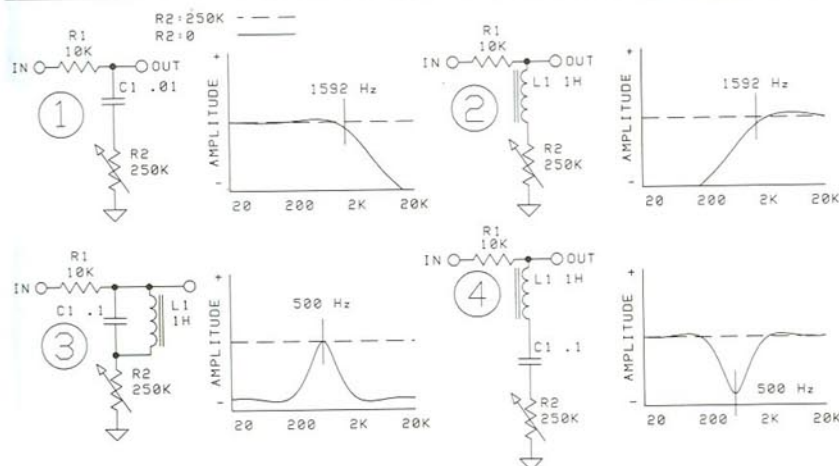 R2=250K
R2=0
R1
10K
IN
OUT
C1 .01
1
R2
250K
AMPLITUDE
+
-
1592 Hz
20 200 2K 20K
R1
10K
IN
OUT
L1 1H
2
R2
250K
AMPLITUDE
+
-
1592 Hz
20 200 2K 20K
R1
10K
IN
C1 .1
L1
1H
3
R2
250K
AMPLITUDE
+
-
500 Hz
20 200 2K 20K
R1
10K
IN
OUT
L1 1H
4
C1 .1
R2
250K
AMPLITUDE
+
-
500 Hz
20 200 2K 20K